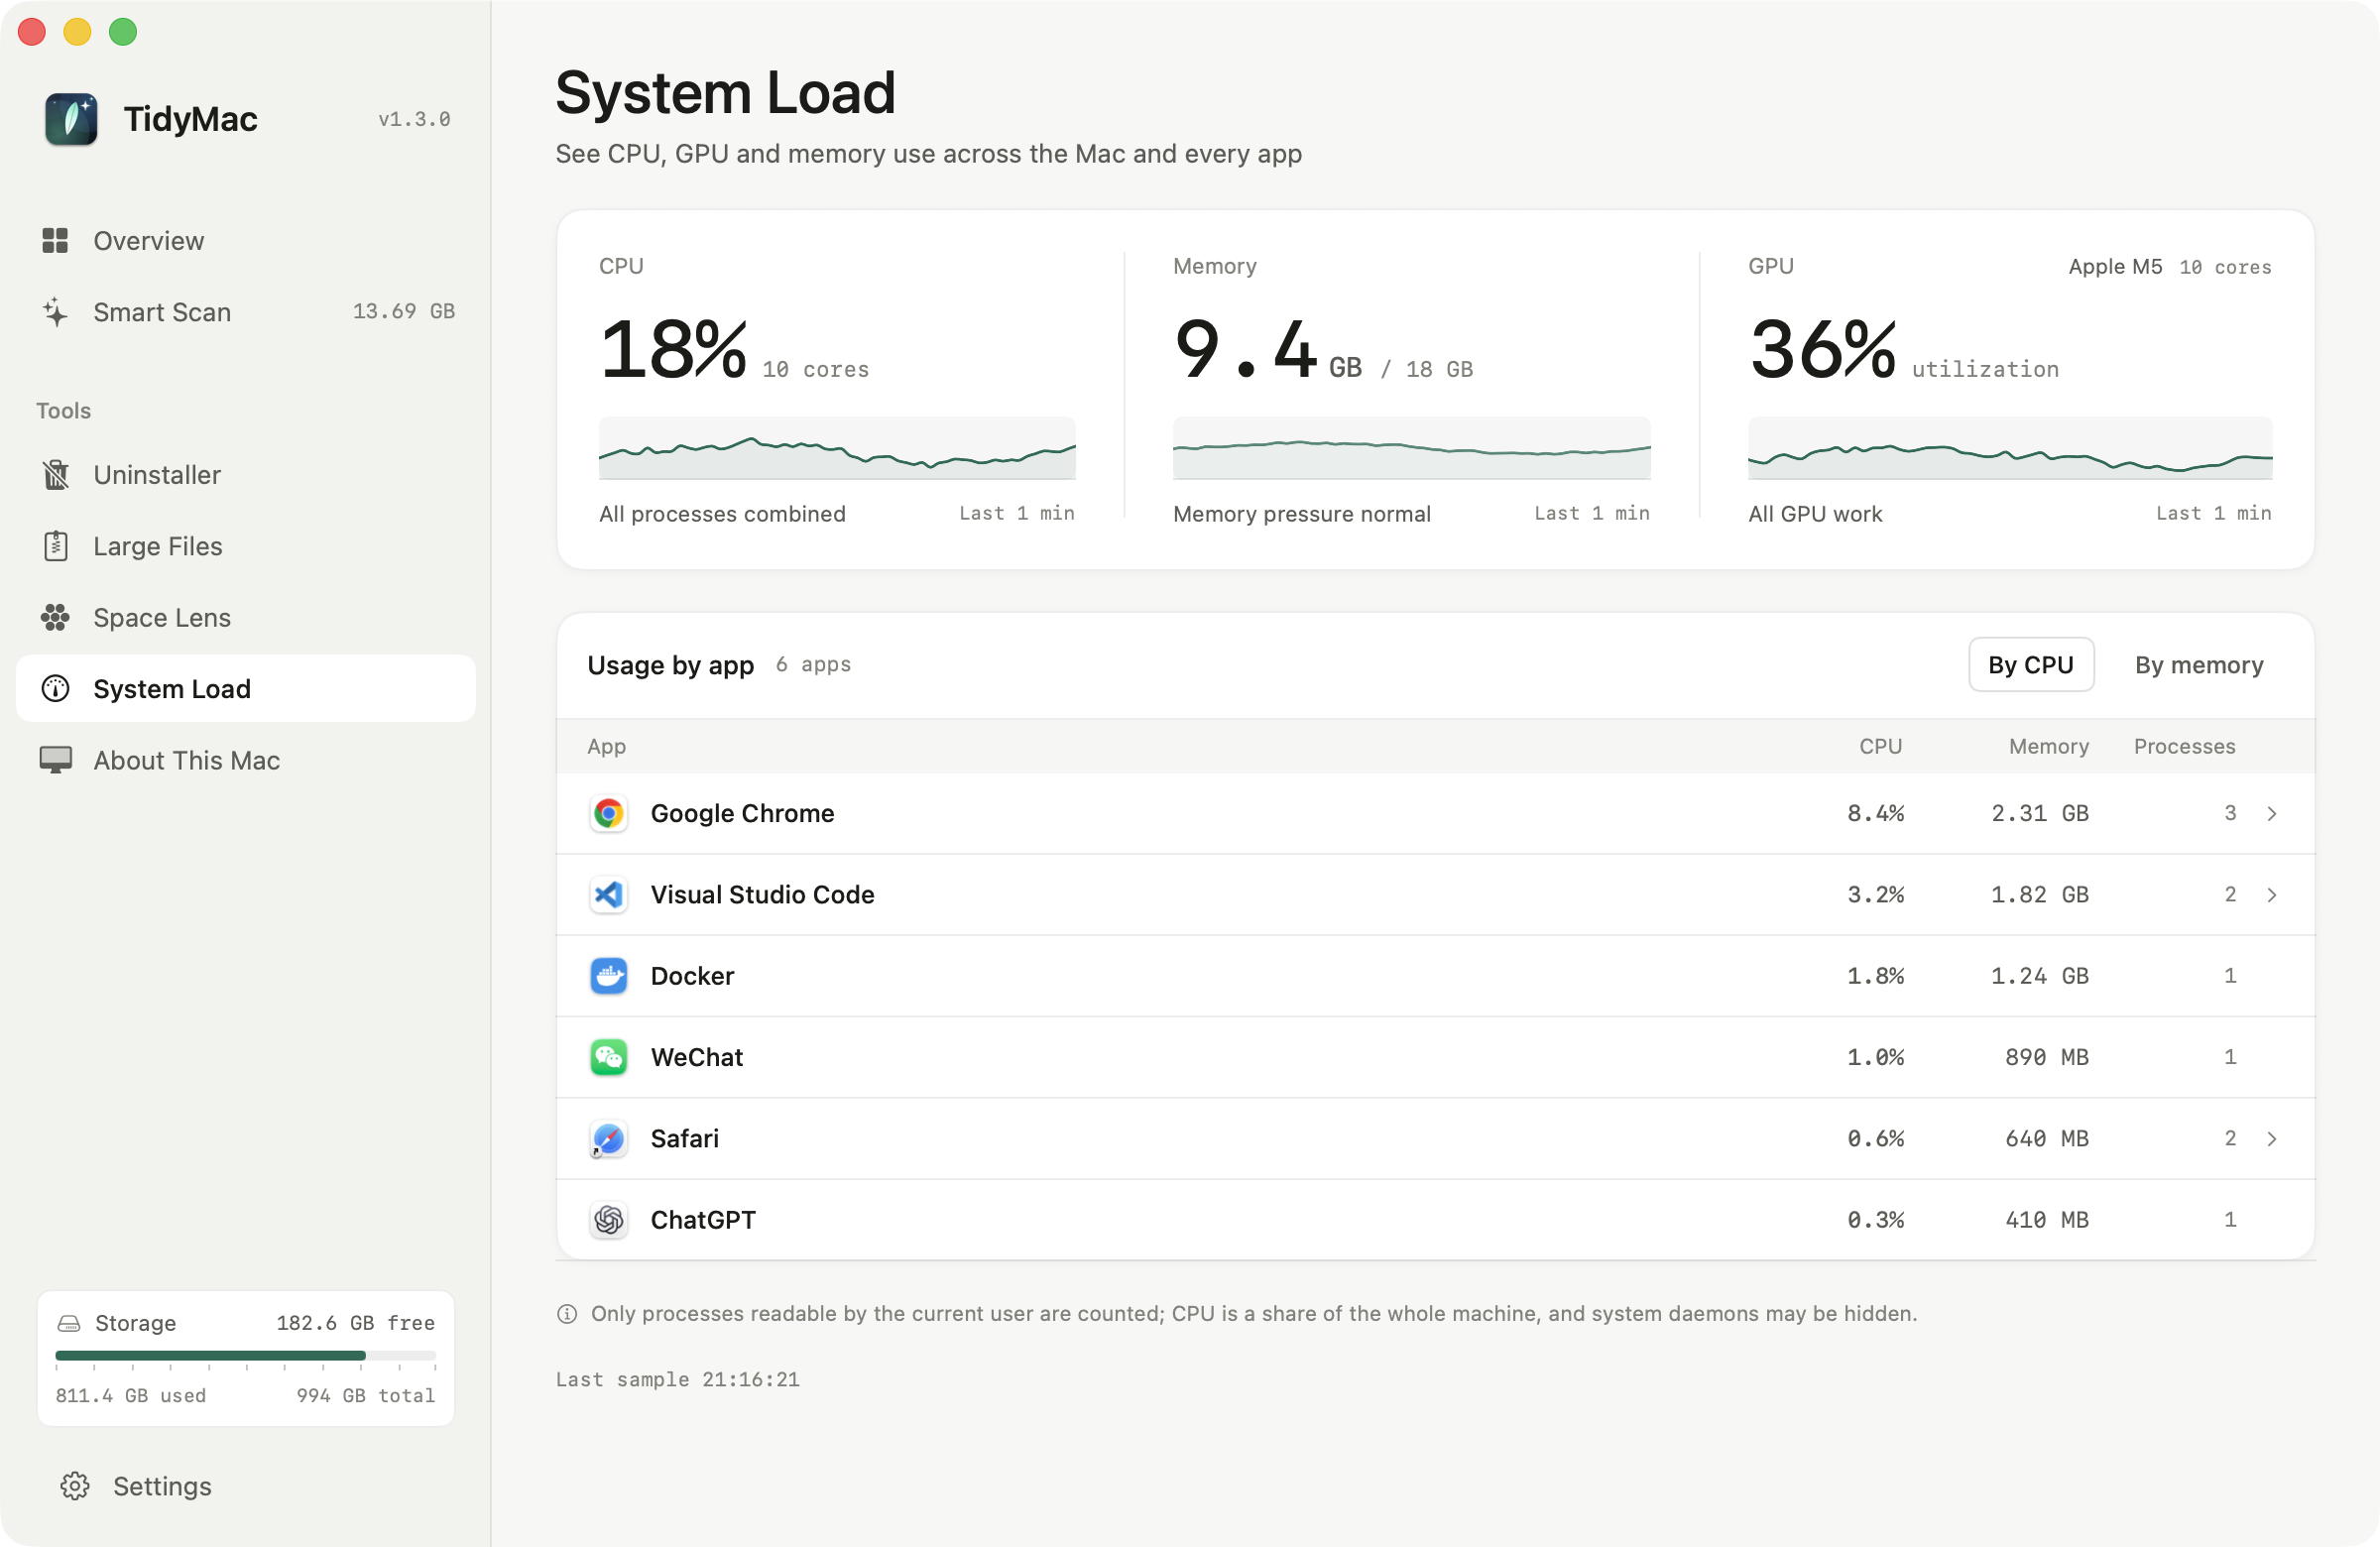 TidyMac v1.3.0
Overview
Smart Scan 13.69 GB
Tools
Uninstaller
Large Files
Space Lens
System Load
About This Mac
Storage 182.6 GB free
811.4 GB used 994 GB total
Settings
System Load
See CPU, GPU and memory use across the Mac and every app
CPU
18% 10 cores
All processes combined Last 1 min
Memory
9.4 GB / 18 GB
Memory pressure normal Last 1 min
GPU Apple M5 10 cores
36% utilization
All GPU work Last 1 min
Usage by app 6 apps By CPU By memory
App CPU Memory Processes
Google Chrome 8.4% 2.31 GB 3
Visual Studio Code 3.2% 1.82 GB 2
Docker 1.8% 1.24 GB 1
WeChat 1.0% 890 MB 1
Safari 0.6% 640 MB 2
ChatGPT 0.3% 410 MB 1
Only processes readable by the current user are counted; CPU is a share of the whole machine, and system daemons may be hidden.
Last sample 21:16:21